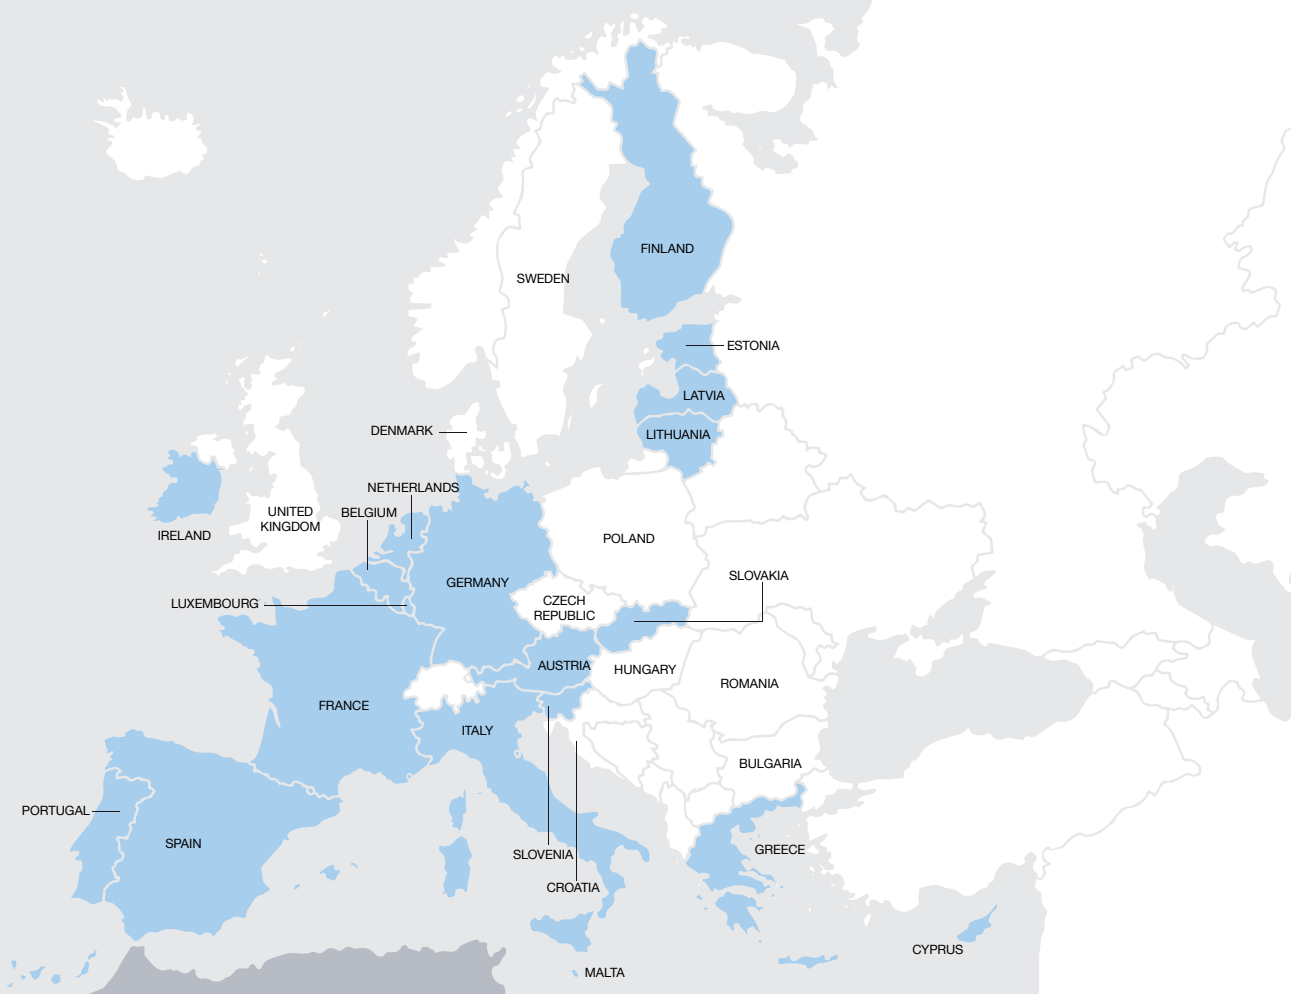 FINLAND
SWEDEN
ESTONIA
LATVIA
DENMARK
LITHUANIA
NETHERLANDS
BELGIUM
UNITED
KINGDOM
IRELAND
POLAND
SLOVAKIA
GERMANY
LUXEMBOURG
CZECH
REPUBLIC
AUSTRIA
HUNGARY
ROMANIA
FRANCE
ITALY
BULGARIA
PORTUGAL
SPAIN
GREECE
SLOVENIA
CROATIA
CYPRUS
MALTA